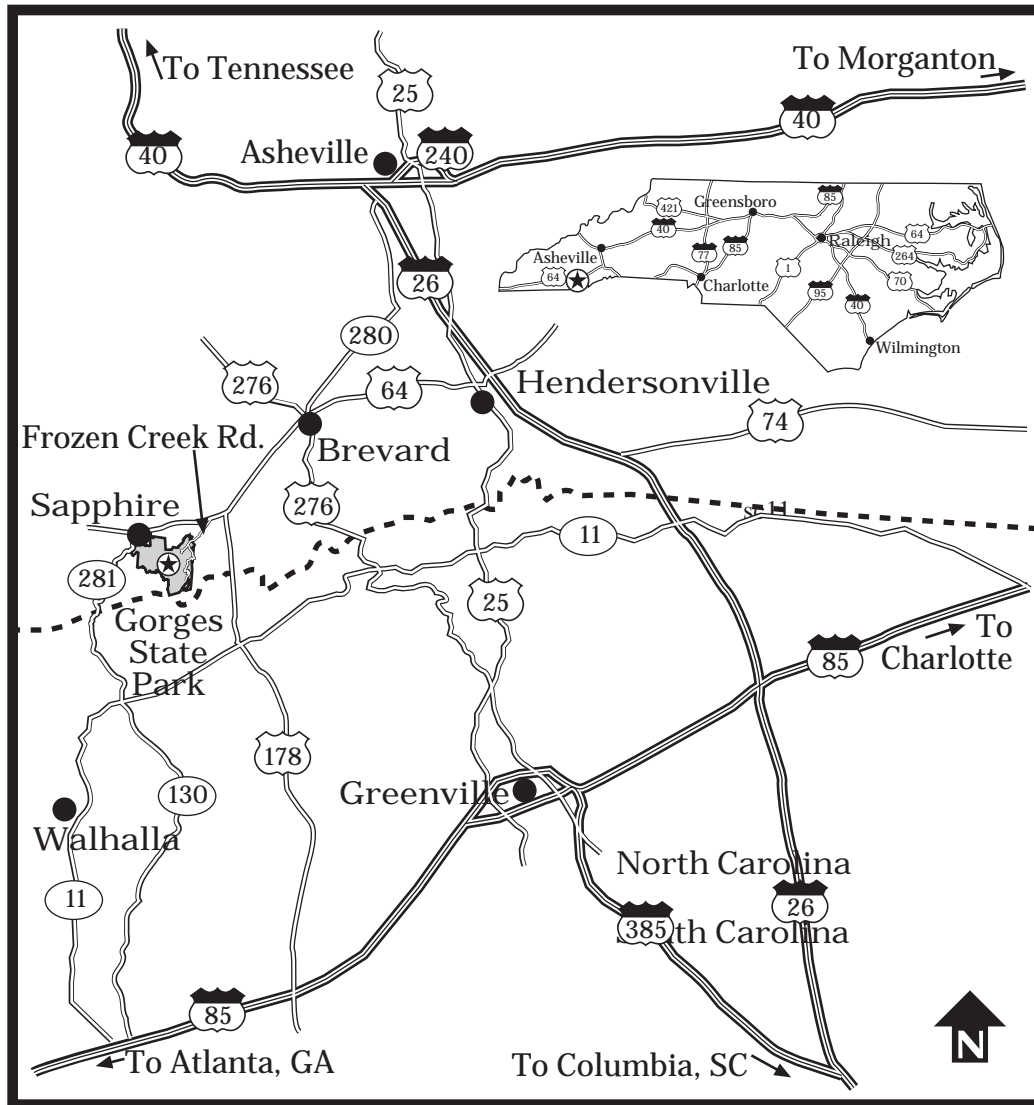 To Tennessee
25
To Morganton
40
40
Asheville
240
Greensboro
85
421
40
Raleigh
64
77
85
264
Asheville
64
1
70
Charlotte
95
40
Wilmington
26
280
276
64
Hendersonville
74
Frozen Creek Rd.
Brevard
276
Sapphire
11
281
25
Gorges
State
Park
To
Charlotte
85
178
130
Greenville
Walhalla
North Carolina
11
26
385
South Carolina
85
To Atlanta, GA
To Columbia, SC
N